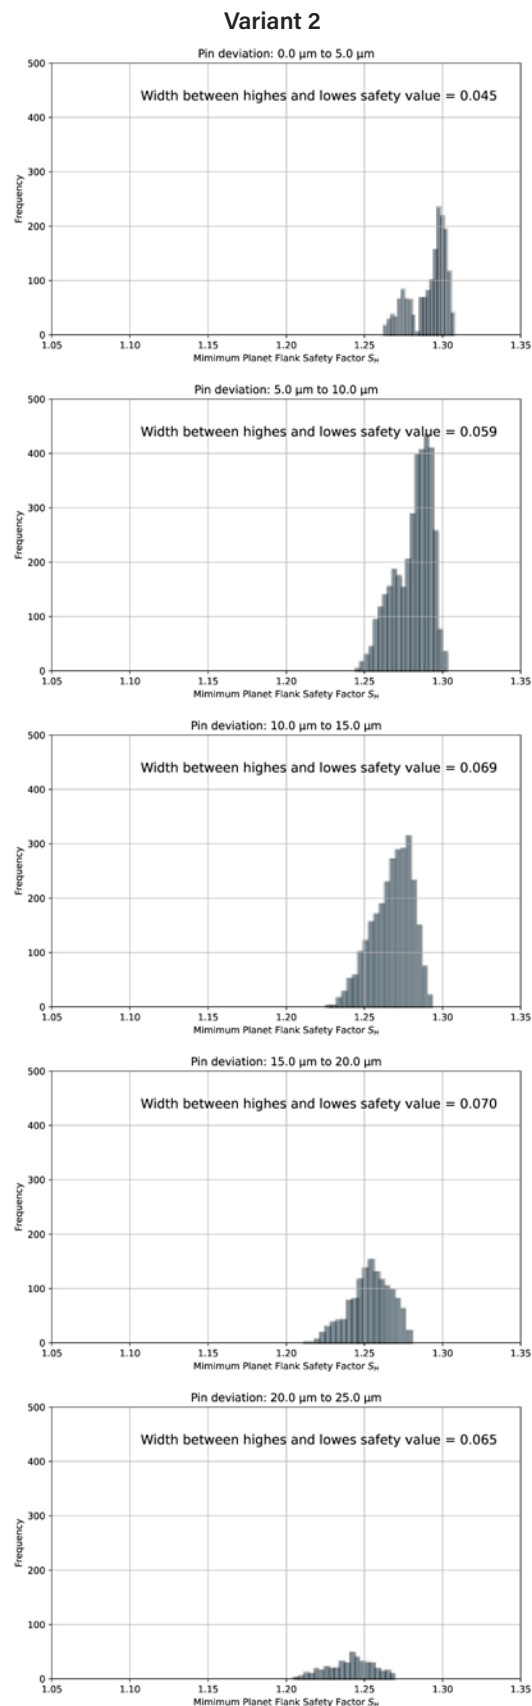 Variant 2
Pin deviation: 0.0 µm to 5.0 µm
500
Width between highes and lowes safety value = 0.045
400
300
Frequency
200
100
0
1.05 1.10 1.15 1.20 1.25 1.30 1.35
Mimimum Planet Flank Safety Factor SH
Pin deviation: 5.0 µm to 10.0 µm
500
Width between highes and lowes safety value = 0.059
400
300
Frequency
200
100
0
1.05 1.10 1.15 1.20 1.25 1.30 1.35
Mimimum Planet Flank Safety Factor SH
Pin deviation: 10.0 µm to 15.0 µm
500
Width between highes and lowes safety value = 0.069
400
300
Frequency
200
100
0
1.05 1.10 1.15 1.20 1.25 1.30 1.35
Mimimum Planet Flank Safety Factor SH
Pin deviation: 15.0 µm to 20.0 µm
500
Width between highes and lowes safety value = 0.070
400
300
Frequency
200
100
0
1.05 1.10 1.15 1.20 1.25 1.30 1.35
Mimimum Planet Flank Safety Factor SH
Pin deviation: 20.0 µm to 25.0 µm
500
Width between highes and lowes safety value = 0.065
400
300
Frequency
200
100
0
1.05 1.10 1.15 1.20 1.25 1.30 1.35
Mimimum Planet Flank Safety Factor SH